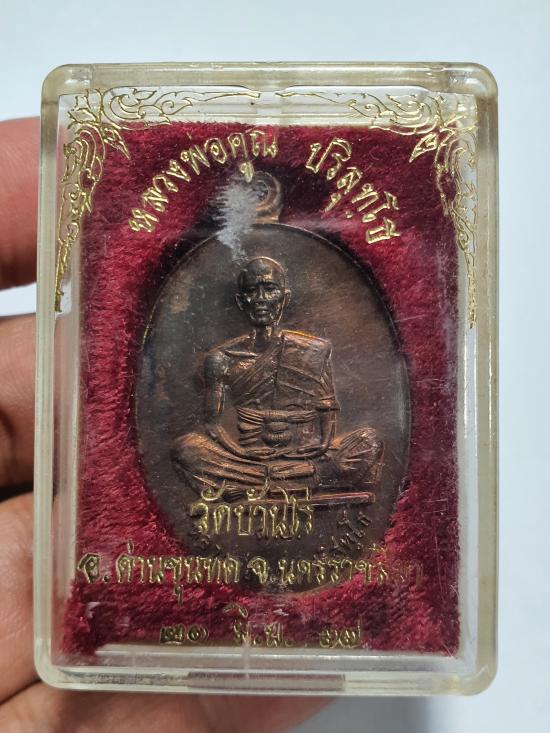 หลวงพ่อคูณ ปริสุทฺโธ
วัดบ้านไร่
อ.ด่านขุนทด จ.นครราชสีมา
๒๑ มิ.ย. ๓๗